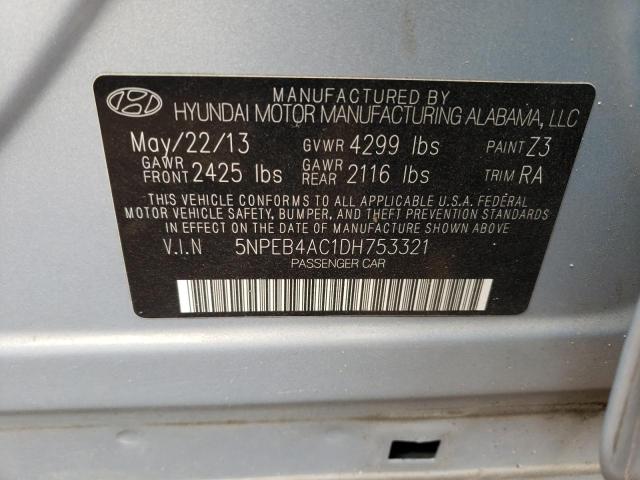 MANUFACTURED BY
HYUNDAI MOTOR MANUFACTURING ALABAMA, LLC
May/22/13 GVWR 4299 lbs PAINT Z3
GAWR FRONT 2425 lbs GAWR REAR 2116 lbs TRIM RA
THIS VEHICLE CONFORMS TO ALL APPLICABLE U.S.A. FEDERAL
MOTOR VEHICLE SAFETY, BUMPER, AND THEFT PREVENTION STANDARDS
IN EFFECT ON THE DATE OF MANUFACTURE SHOWN ABOVE
V.I.N 5NPEB4AC1DH753321
PASSENGER CAR